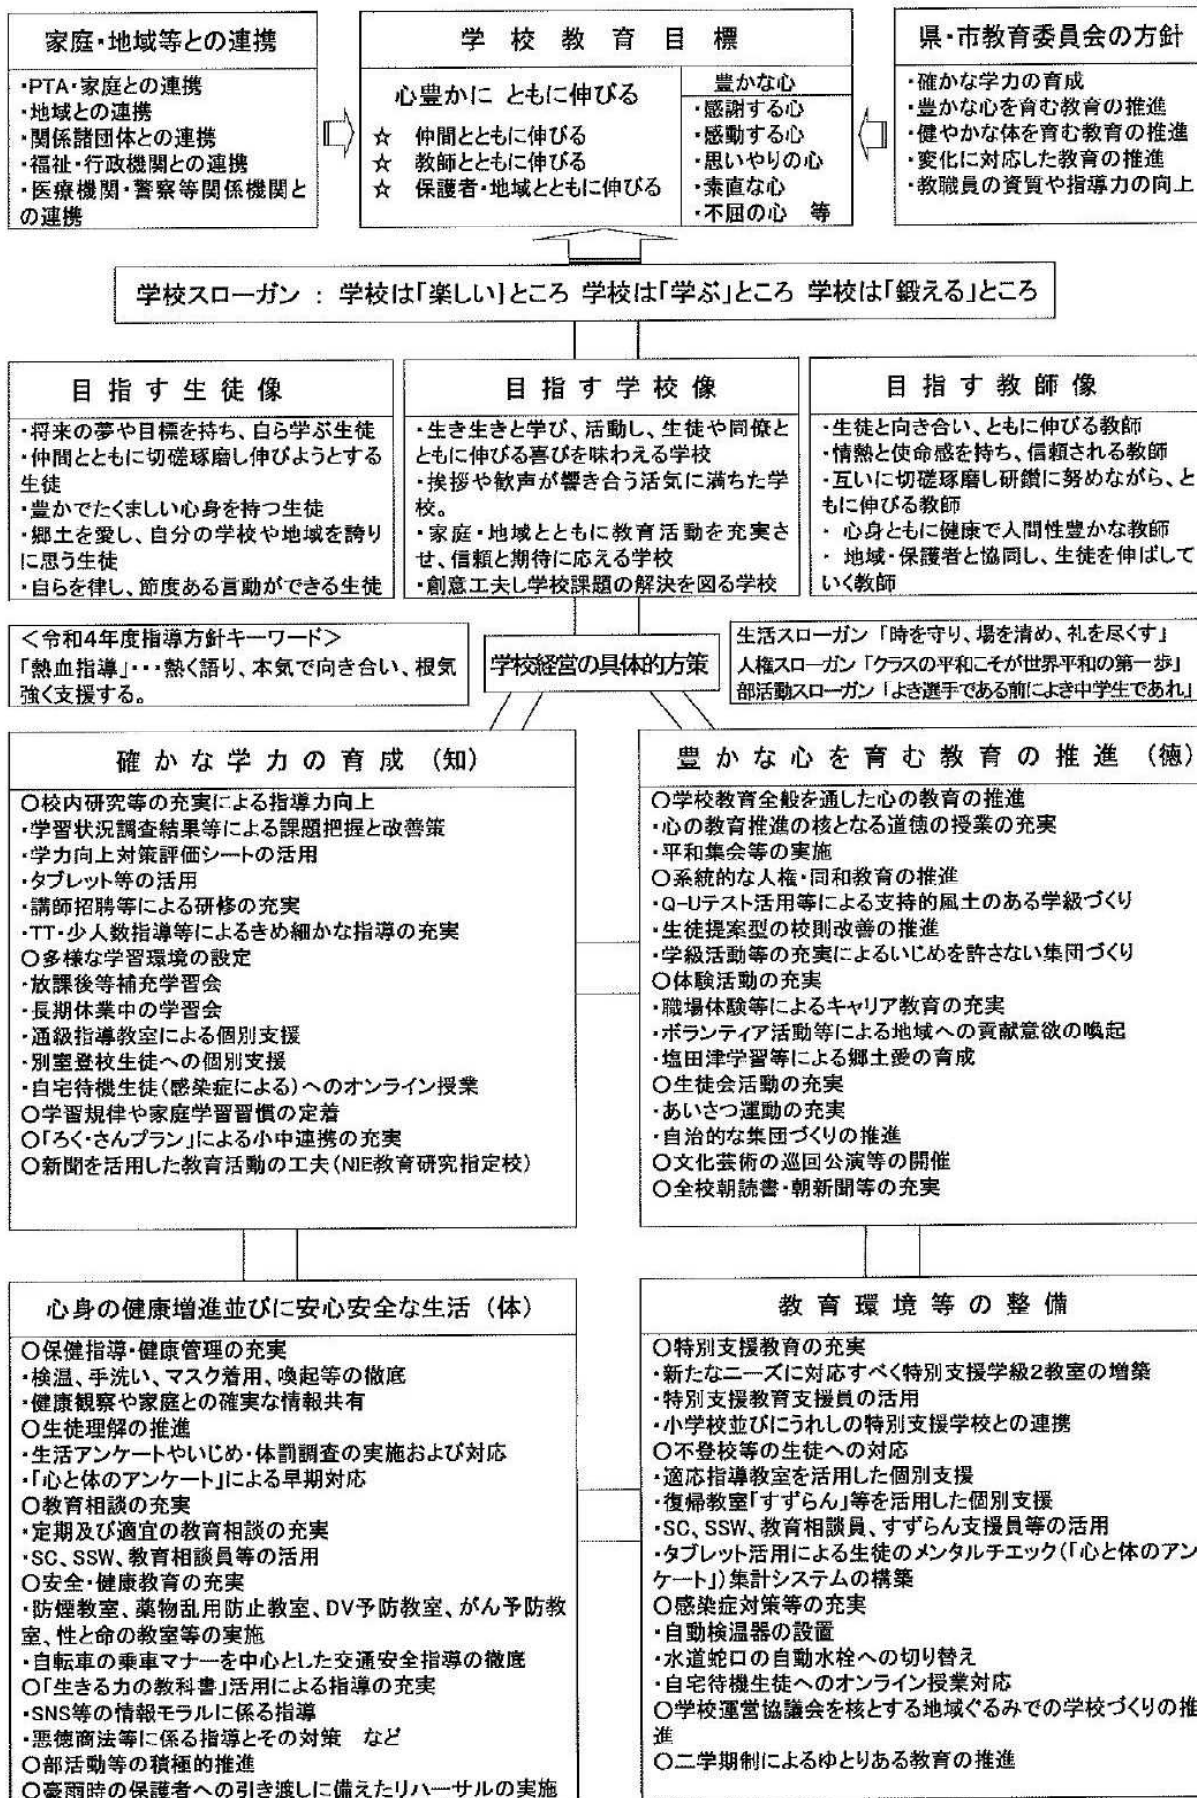 家庭・地域等との連携
・PTA・家庭との連携
・地域との連携
・関係諸団体との連携
・福祉・行政機関との連携
・医療機関・警察等関係機関と
の連携
学校教育目標
心豊かに ともに伸びる
☆ 仲間とともに伸びる
☆ 教師とともに伸びる
☆ 保護者・地域とともに伸びる
豊かな心
・感謝する心
・感動する心
・思いやりの心
・素直な心
・不屈の心 等
県・市教育委員会の方針
・確かな学力の育成
・豊かな心を育む教育の推進
・健やかな体を育む教育の推進
・変化に対応した教育の推進
・教職員の資質や指導力の向上
学校スローガン : 学校は「楽しい]ところ 学校は「学ぶ」ところ 学校は「鍛える」ところ
目指す生徒像
・将来の夢や目標を持ち、自ら学ぶ生徒
・仲間とともに切磋琢磨し伸びようとする
生徒
・豊かでたくましい心身を持つ生徒
・郷土を愛し、自分の学校や地域を誇り
に思う生徒
・自らを律し、節度ある言動ができる生徒
目指す学校像
・生き生きと学び、活動し、生徒や同僚と
ともに伸びる喜びを味わえる学校
・挨拶や歓声が響き合う活気に満ちた学
校。
・家庭・地域とともに教育活動を充実さ
せ、信頼と期待に応える学校
・創意工夫し学校課題の解決を図る学校
目指す教師像
・生徒と向き合い、ともに伸びる教師
・情熱と使命感を持ち、信頼される教師
・互いに切磋琢磨し研鑽に努めながら、と
もに伸びる教師
・ 心身ともに健康で人間性豊かな教師
・ 地域・保護者と協同し、生徒を伸ばして
いく教師
＜令和4年度指導方針キーワード＞
「熱血指導」・・・熱く語り、本気で向き合い、根気
強く支援する。
学校経営の具体的方策
生活スローガン 「時を守り、場を清め、礼を尽くす」
人権スローガン 「クラスの平和こそが世界平和の第一歩」
部活動スローガン 「よき選手である前によき中学生であれ」
確かな学力の育成 (知)
○校内研究等の充実による指導力向上
・学習状況調査結果等による課題把握と改善策
・学力向上対策評価シートの活用
・タブレット等の活用
・講師招聘等による研修の充実
・TT・少人数指導等によるきめ細かな指導の充実
○多様な学習環境の設定
・放課後等補充学習会
・長期休業中の学習会
・通級指導教室による個別支援
・別室登校生徒への個別支援
・自宅待機生徒(感染症による)へのオンライン授業
○学習規律や家庭学習習慣の定着
○「ろく・さんプラン」による小中連携の充実
○新聞を活用した教育活動の工夫(NIE教育研究指定校)
豊かな心を育む教育の推進 (徳)
○学校教育全般を通した心の教育の推進
・心の教育推進の核となる道徳の授業の充実
・平和集会等の実施
○系統的な人権・同和教育の推進
・Q-Uテスト活用等による支持的風土のある学級づくり
・生徒提案型の校則改善の推進
・学級活動等の充実によるいじめを許さない集団づくり
○体験活動の充実
・職場体験等によるキャリア教育の充実
・ボランティア活動等による地域への貢献意欲の喚起
・塩田津学習等による郷土愛の育成
○生徒会活動の充実
・あいさつ運動の充実
・自治的な集団づくりの推進
○文化芸術の巡回公演等の開催
○全校朝読書・朝新聞等の充実
心身の健康増進並びに安心安全な生活 (体)
○保健指導・健康管理の充実
・検温、手洗い、マスク着用、喚起等の徹底
・健康観察や家庭との確実な情報共有
○生徒理解の推進
・生活アンケートやいじめ・体罰調査の実施および対応
・「心と体のアンケート」による早期対応
○教育相談の充実
・定期及び適宜の教育相談の充実
・SC、SSW、教育相談員等の活用
○安全・健康教育の充実
・防煙教室、薬物乱用防止教室、DV予防教室、がん予防教
室、性と命の教室等の実施
・自転車の乗車マナーを中心とした交通安全指導の徹底
○「生きる力の教科書」活用による指導の充実
・SNS等の情報モラルに係る指導
・悪徳商法等に係る指導とその対策 など
○部活動等の積極的推進
○豪雨時の保護者への引き渡しに備えたリハーサルの実施
教育環境等の整備
○特別支援教育の充実
・新たなニーズに対応すべく特別支援学級2教室の増築
・特別支援教育支援員の活用
・小学校並びにうれしの特別支援学校との連携
○不登校等の生徒への対応
・適応指導教室を活用した個別支援
・復帰教室「すずらん」等を活用した個別支援
・SC、SSW、教育相談員、すずらん支援員等の活用
・タブレット活用による生徒のメンタルチエック(「心と体のアン
ケート」)集計システムの構築
○感染症対策等の充実
・自動検温器の設置
・水道蛇口の自動水栓への切り替え
・自宅待機生徒へのオンライン授業対応
○学校運営協議会を核とする地域ぐるみでの学校づくりの推
進
○二学期制によるゆとりある教育の推進